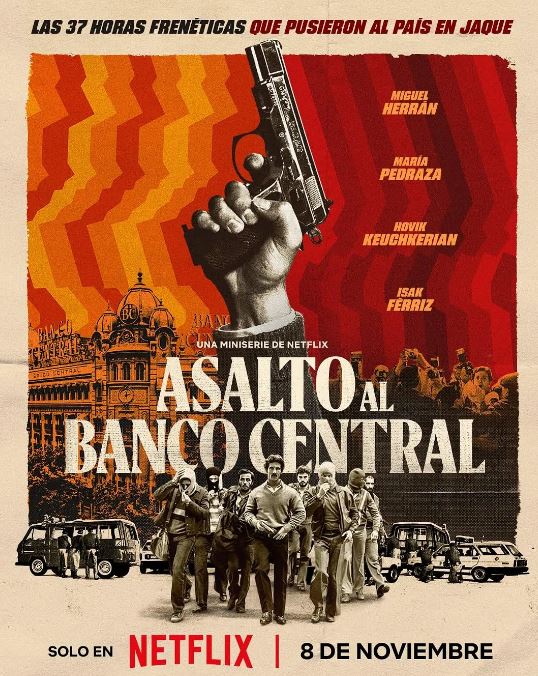 LAS 37 HORAS FRENÉTICAS QUE PUSIERON AL PAÍS EN JAQUE
MIGUEL
HERRÁN
MARÍA
PEDRAZA
HOVIK
KEUCHKERIAN
ISAK
FÉRRIZ
BC
UNA MINISERIE DE NETFLIX
ASALTO AL
BANCO CENTRAL
SOLO EN NETFLIX | 8 DE NOVIEMBRE